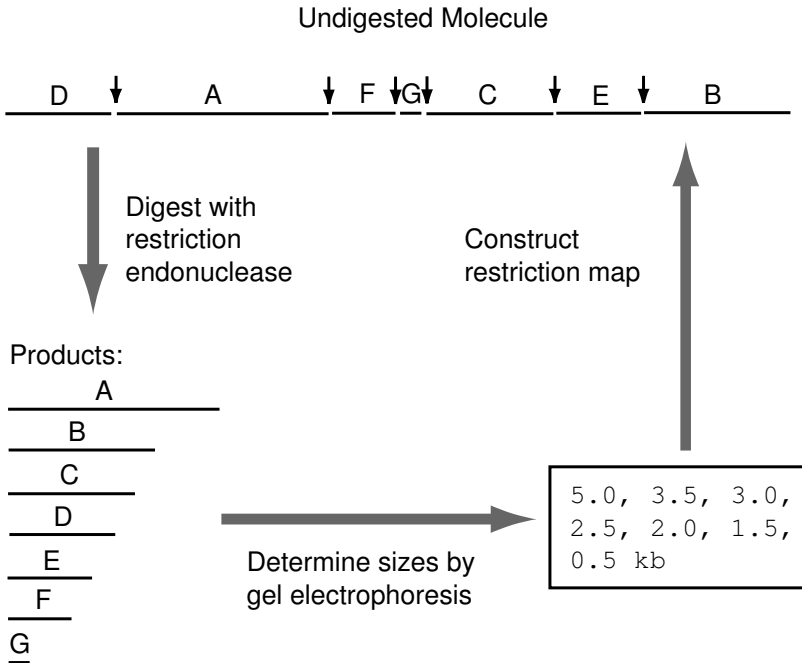 Undigested Molecule
D A F G C E B
Digest with
restriction
endonuclease
Construct
restriction map
Products:
A
B
C
D
E
F
G
Determine sizes by
gel electrophoresis
5.0, 3.5, 3.0,
2.5, 2.0, 1.5,
0.5 kb